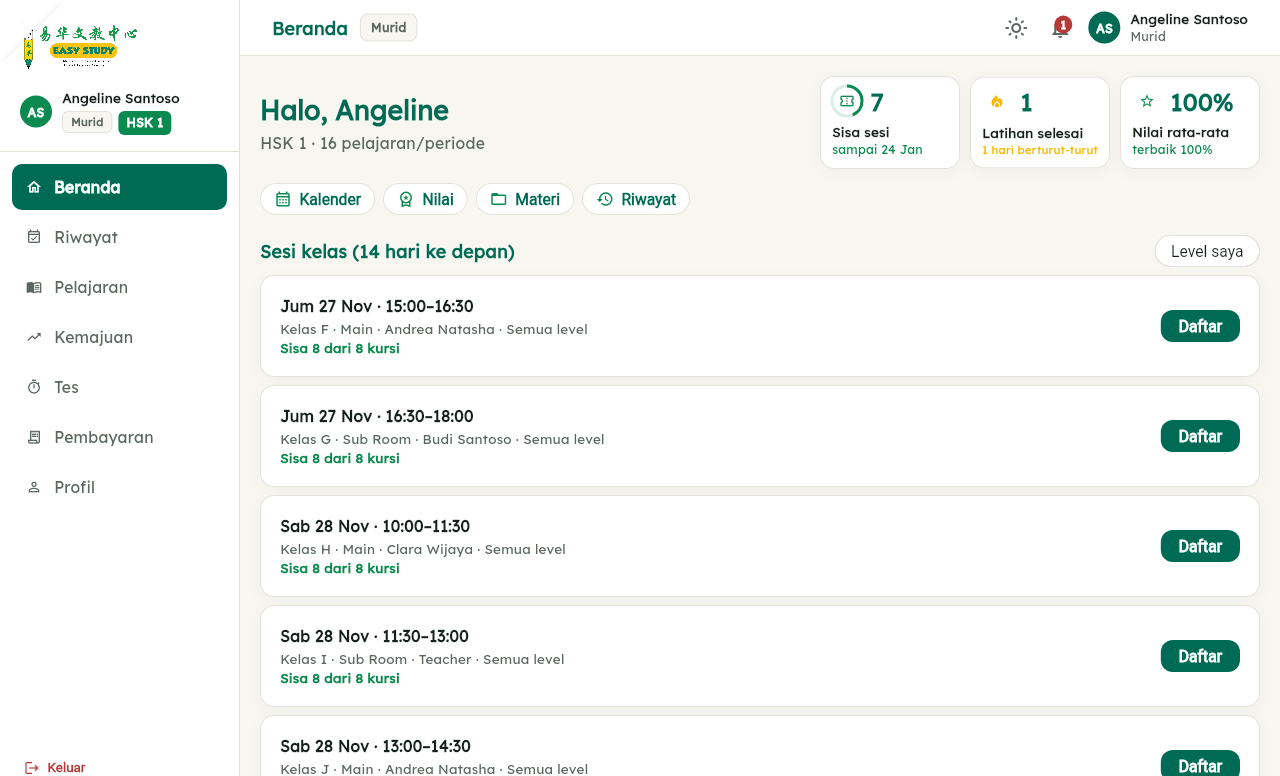 易华文教中心
EASY STUDY
AS
Angeline Santoso
Murid
HSK 1
Beranda
Riwayat
Pelajaran
Kemajuan
Tes
Pembayaran
Profil
Keluar
Beranda
Murid
1
AS
Angeline Santoso
Murid
Halo, Angeline
HSK 1 · 16 pelajaran/periode
7
Sisa sesi
sampai 24 Jan
1
Latihan selesai
1 hari berturut-turut
100%
Nilai rata-rata
terbaik 100%
Kalender
Nilai
Materi
Riwayat
Sesi kelas (14 hari ke depan)
Level saya
Jum 27 Nov · 15:00–16:30
Kelas F · Main · Andrea Natasha · Semua level
Sisa 8 dari 8 kursi
Daftar
Jum 27 Nov · 16:30–18:00
Kelas G · Sub Room · Budi Santoso · Semua level
Sisa 8 dari 8 kursi
Daftar
Sab 28 Nov · 10:00–11:30
Kelas H · Main · Clara Wijaya · Semua level
Sisa 8 dari 8 kursi
Daftar
Sab 28 Nov · 11:30–13:00
Kelas I · Sub Room · Teacher · Semua level
Sisa 8 dari 8 kursi
Daftar
Sab 28 Nov · 13:00–14:30
Kelas J · Main · Andrea Natasha · Semua level
Daftar